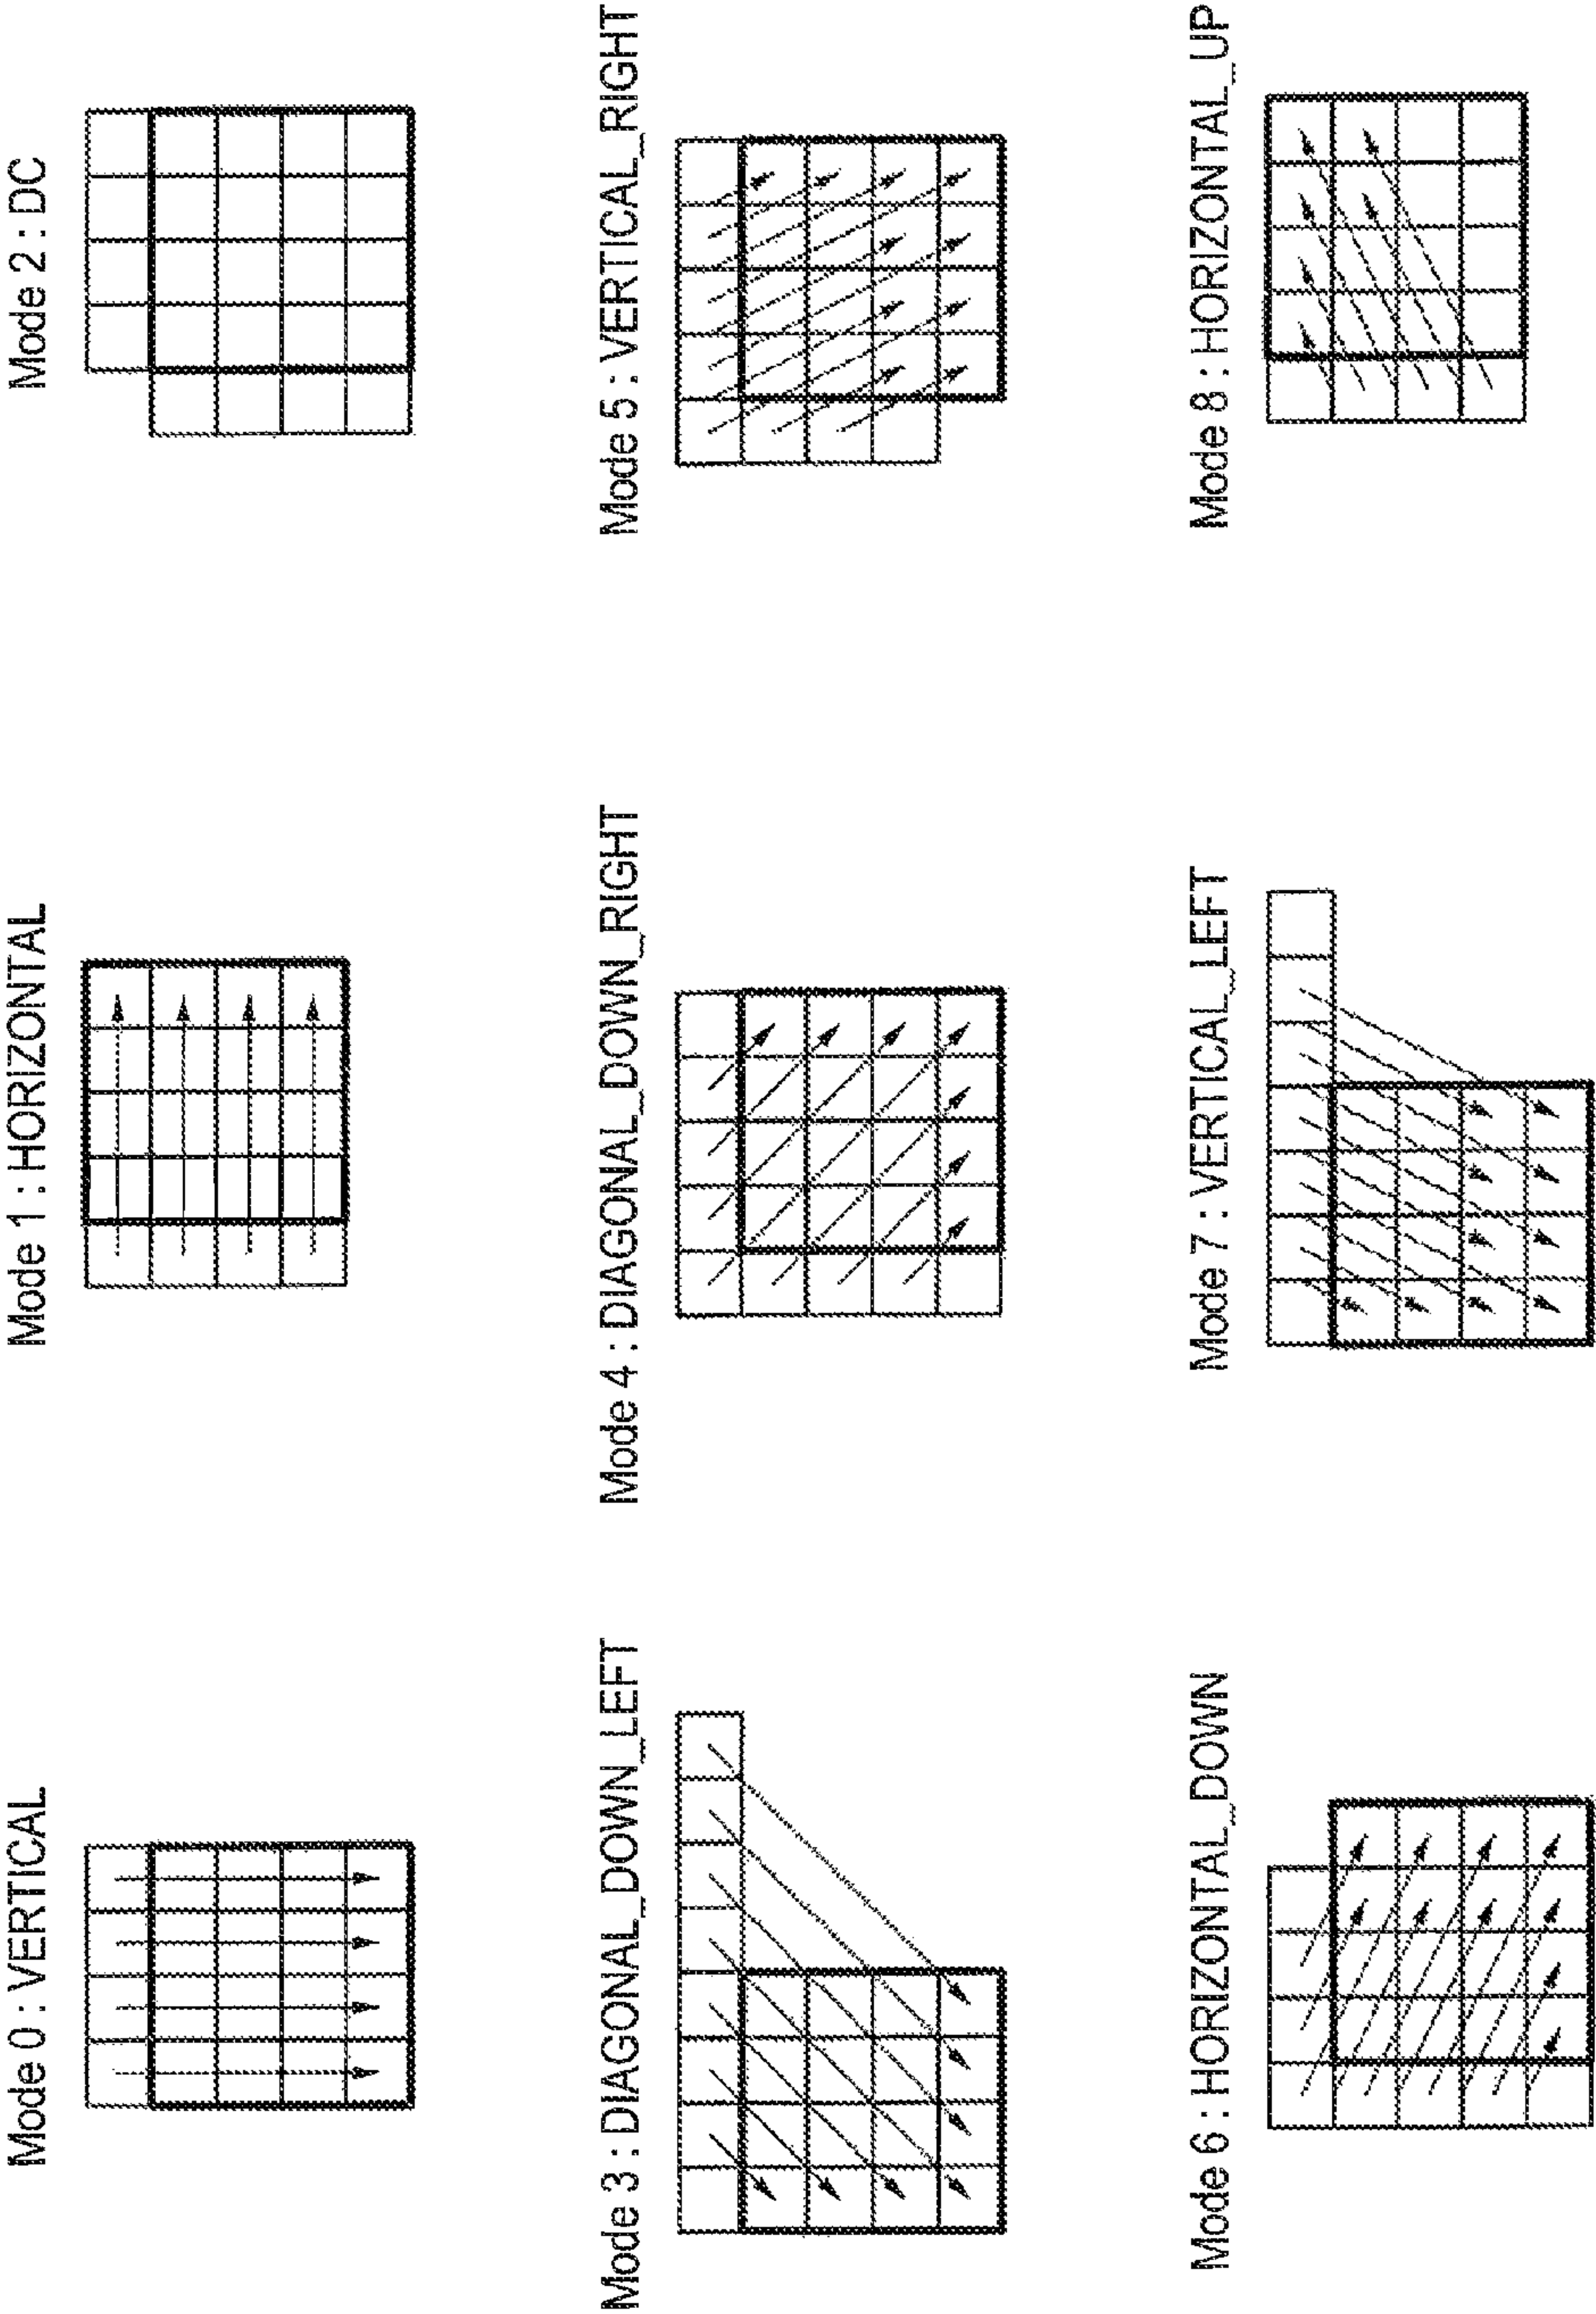 Mode 0 : VERTICAL
Mode 1 : HORIZONTAL
Mode 2 : DC
Mode 3 : DIAGONAL_DOWN_LEFT
Mode 4 : DIAGONAL_DOWN_RIGHT
Mode 5 : VERTICAL_RIGHT
Mode 6 : HORIZONTAL_DOWN
Mode 7 : VERTICAL_LEFT
Mode 8 : HORIZONTAL_UP